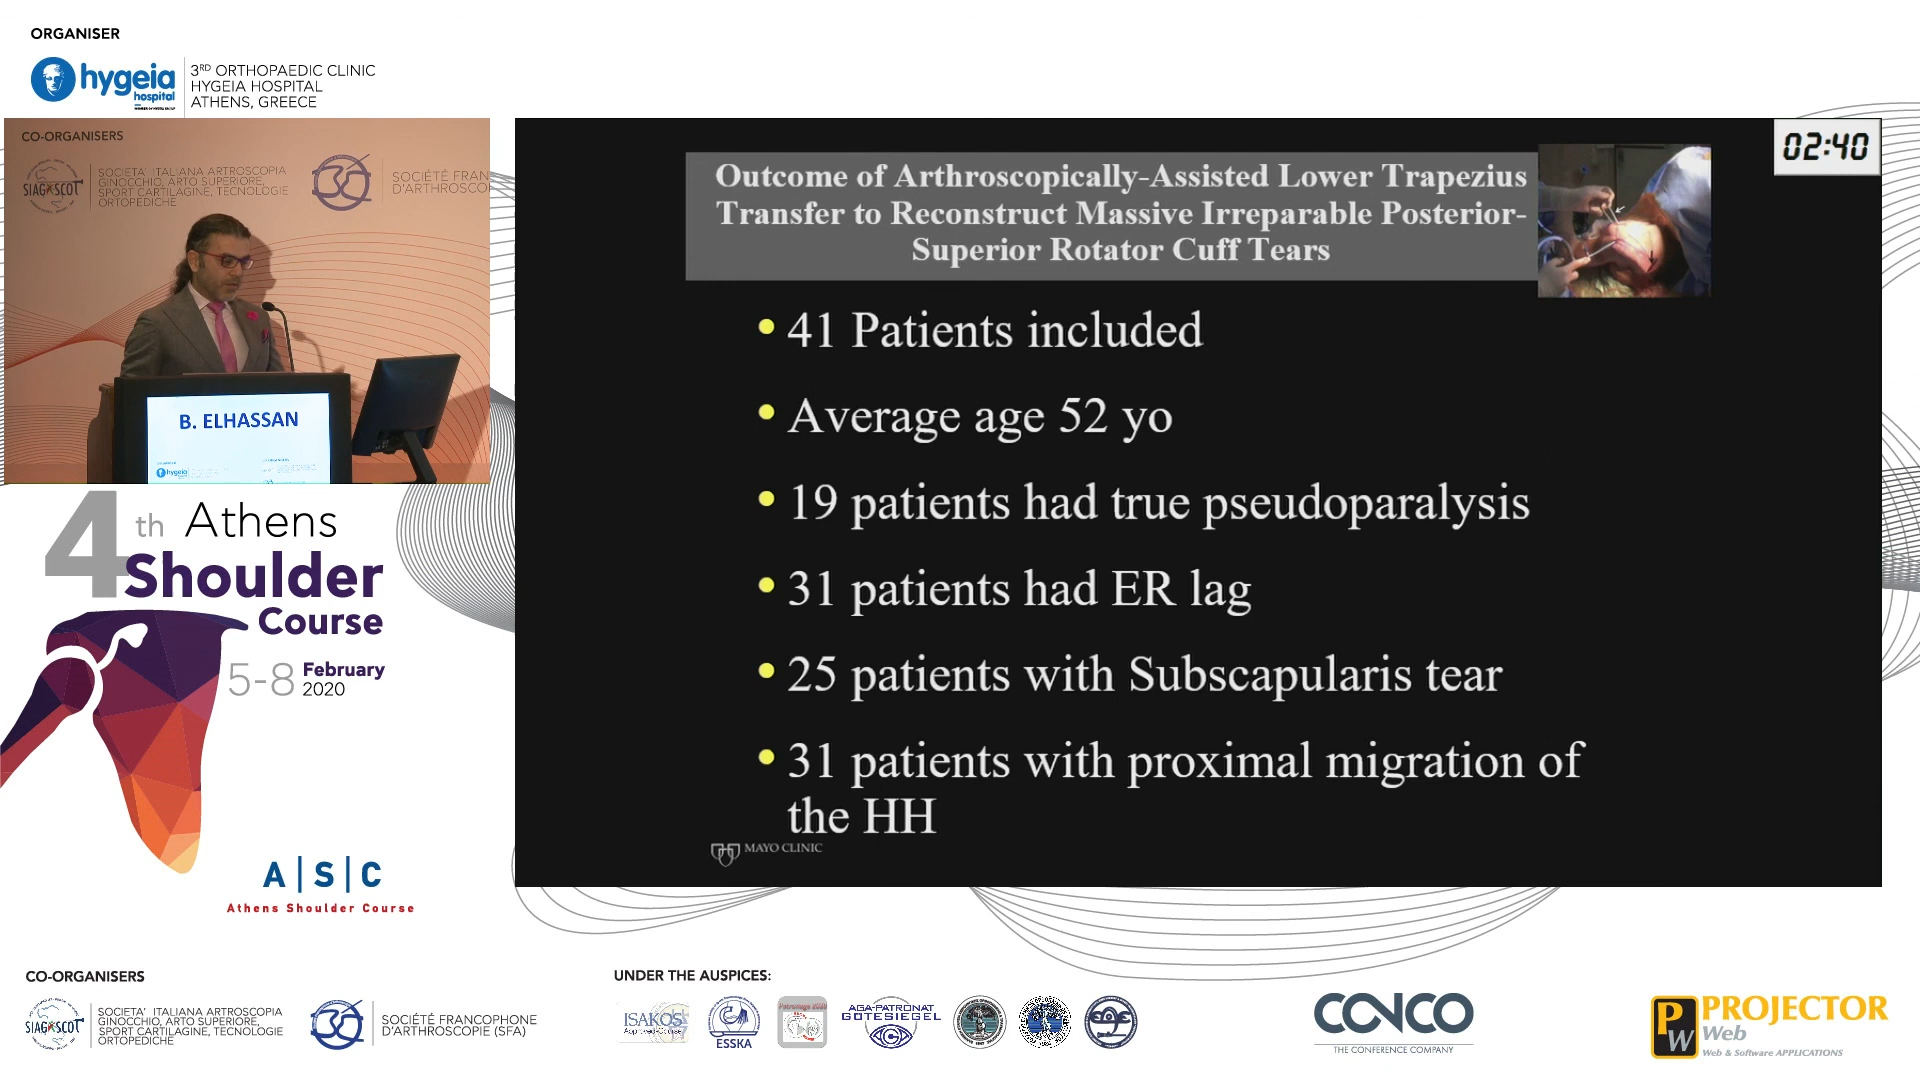 ORGANISER
hygeia
hospital
3RD ORTHOPAEDIC CLINIC
HYGEIA HOSPITAL
ATHENS, GREECE
CO-ORGANISERS
SIAGASCOT
SOCIETA' ITALIANA ARTROSCOPIA
GINOCCHIO, ARTO SUPERIORE,
SPORT CARTILAGINE, TECNOLOGIE
ORTOPEDICHE
SOCIÉTÉ FRAN
D'ARTHROSCO
B. ELHASSAN
hygeia
02:40
Outcome of Arthroscopically-Assisted Lower Trapezius
Transfer to Reconstruct Massive Irreparable Posterior-
Superior Rotator Cuff Tears
• 41 Patients included
• Average age 52 yo
• 19 patients had true pseudoparalysis
• 31 patients had ER lag
• 25 patients with Subscapularis tear
• 31 patients with proximal migration of
the HH
MAYO CLINIC
4th Athens
Shoulder
Course
5-8 February
2020
A|S|C
Athens Shoulder Course
CO-ORGANISERS
SIAGASCOT
SOCIETA' ITALIANA ARTROSCOPIA
GINOCCHIO, ARTO SUPERIORE,
SPORT CARTILAGINE, TECNOLOGIE
ORTOPEDICHE
SOCIÉTÉ FRANCOPHONE
D'ARTHROSCOPIE (SFA)
UNDER THE AUSPICES:
ISAKOS
ESSKA
AGA-PATRONAT
GÜTESIEGEL
CONCO
THE CONFERENCE COMPANY
PW
PROJECTOR
Web
Web & Software APPLICATIONS